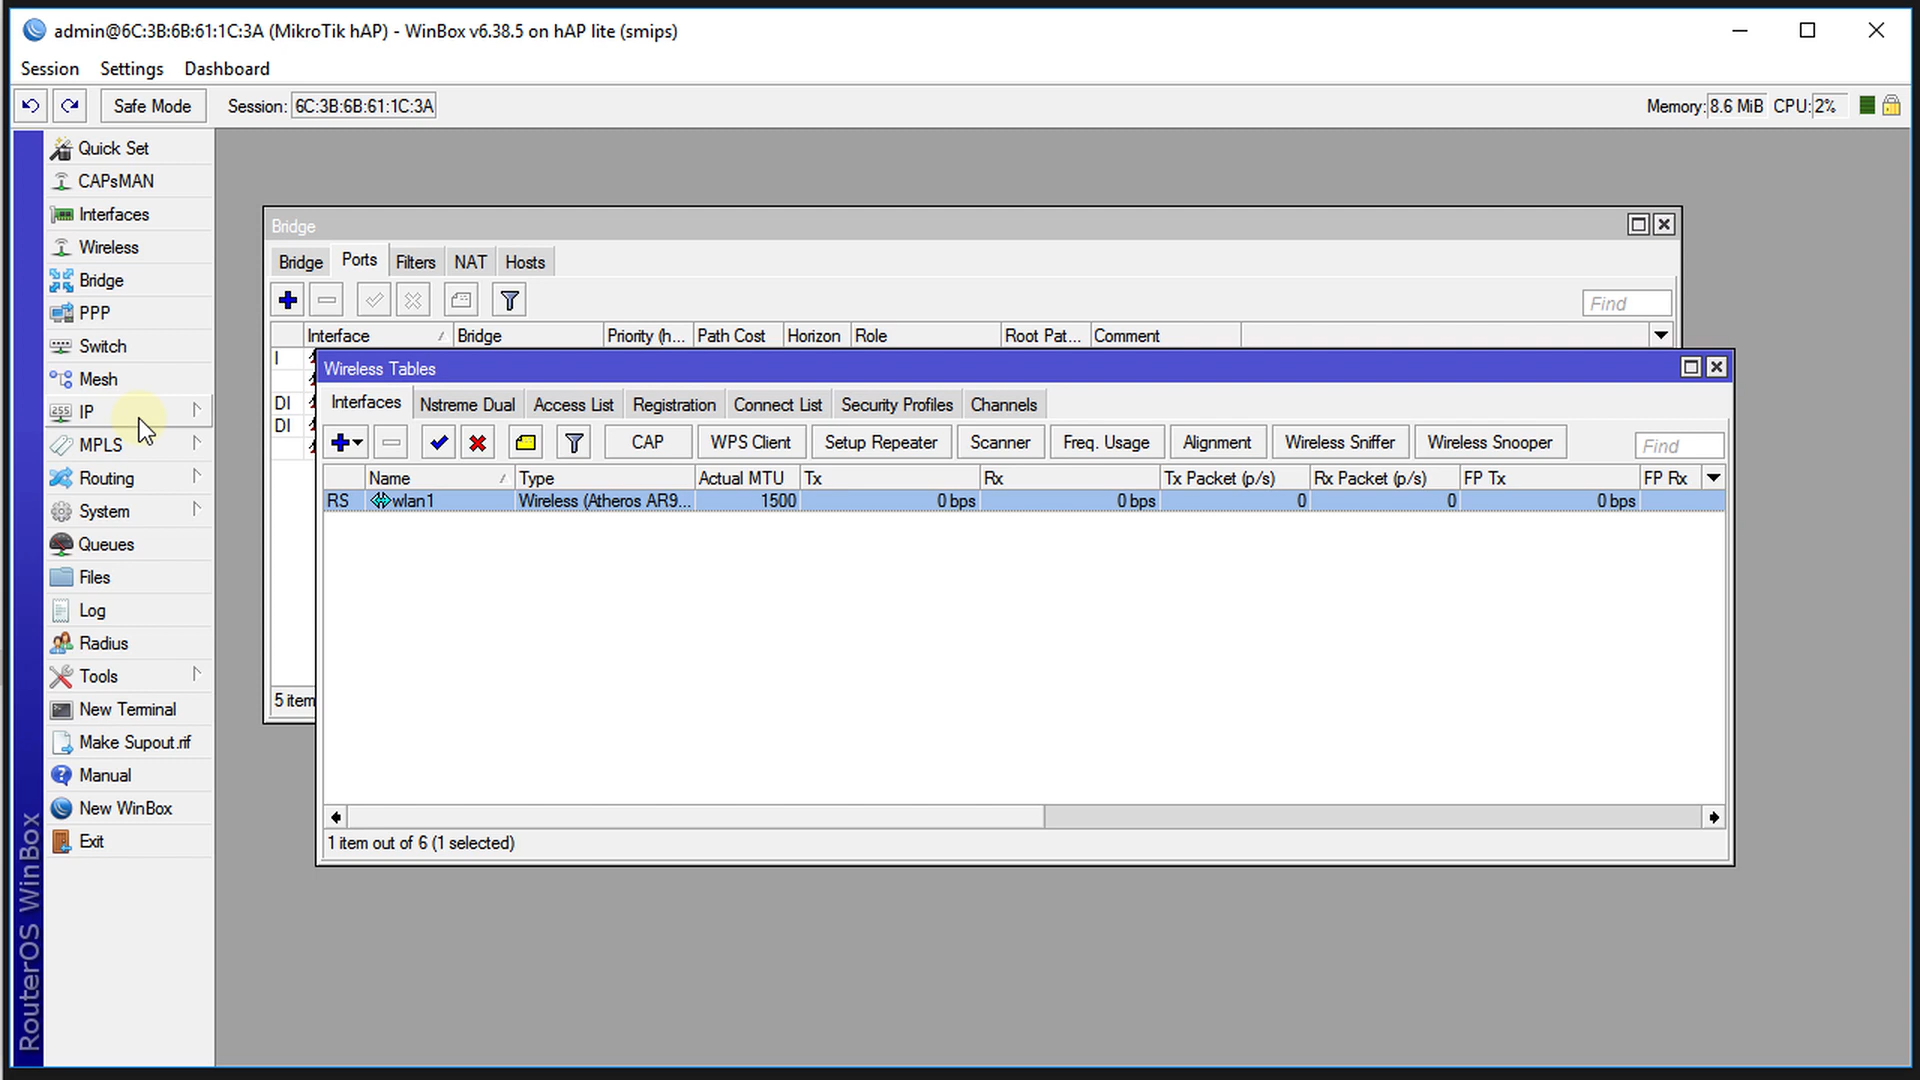 admin@6C:3B:6B:61:1C:3A (MikroTik hAP) - WinBox v6.38.5 on hAP lite (smips)
Session Settings Dashboard
Safe Mode Session: 6C:3B:6B:61:1C:3A Memory: 8.6 MiB CPU: 2%
Quick Set
CAPsMAN
Interfaces
Wireless
Bridge
PPP
Switch
Mesh
255 IP
MPLS
Routing
System
Queues
Files
Log
Radius
Tools
New Terminal
Make Supout.rif
Manual
New WinBox
Exit
RouterOS WinBox
Bridge
Bridge Ports Filters NAT Hosts
Find
Interface Bridge Priority (h... Path Cost Horizon Role Root Pat... Comment
I
DI
DI
5 item
Wireless Tables
Interfaces Nstreme Dual Access List Registration Connect List Security Profiles Channels
CAP WPS Client Setup Repeater Scanner Freq. Usage Alignment Wireless Sniffer Wireless Snooper Find
Name Type Actual MTU Tx Rx Tx Packet (p/s) Rx Packet (p/s) FP Tx FP Rx
RS wlan1 Wireless (Atheros AR9... 1500 0 bps 0 bps 0 0 0 bps
1 item out of 6 (1 selected)